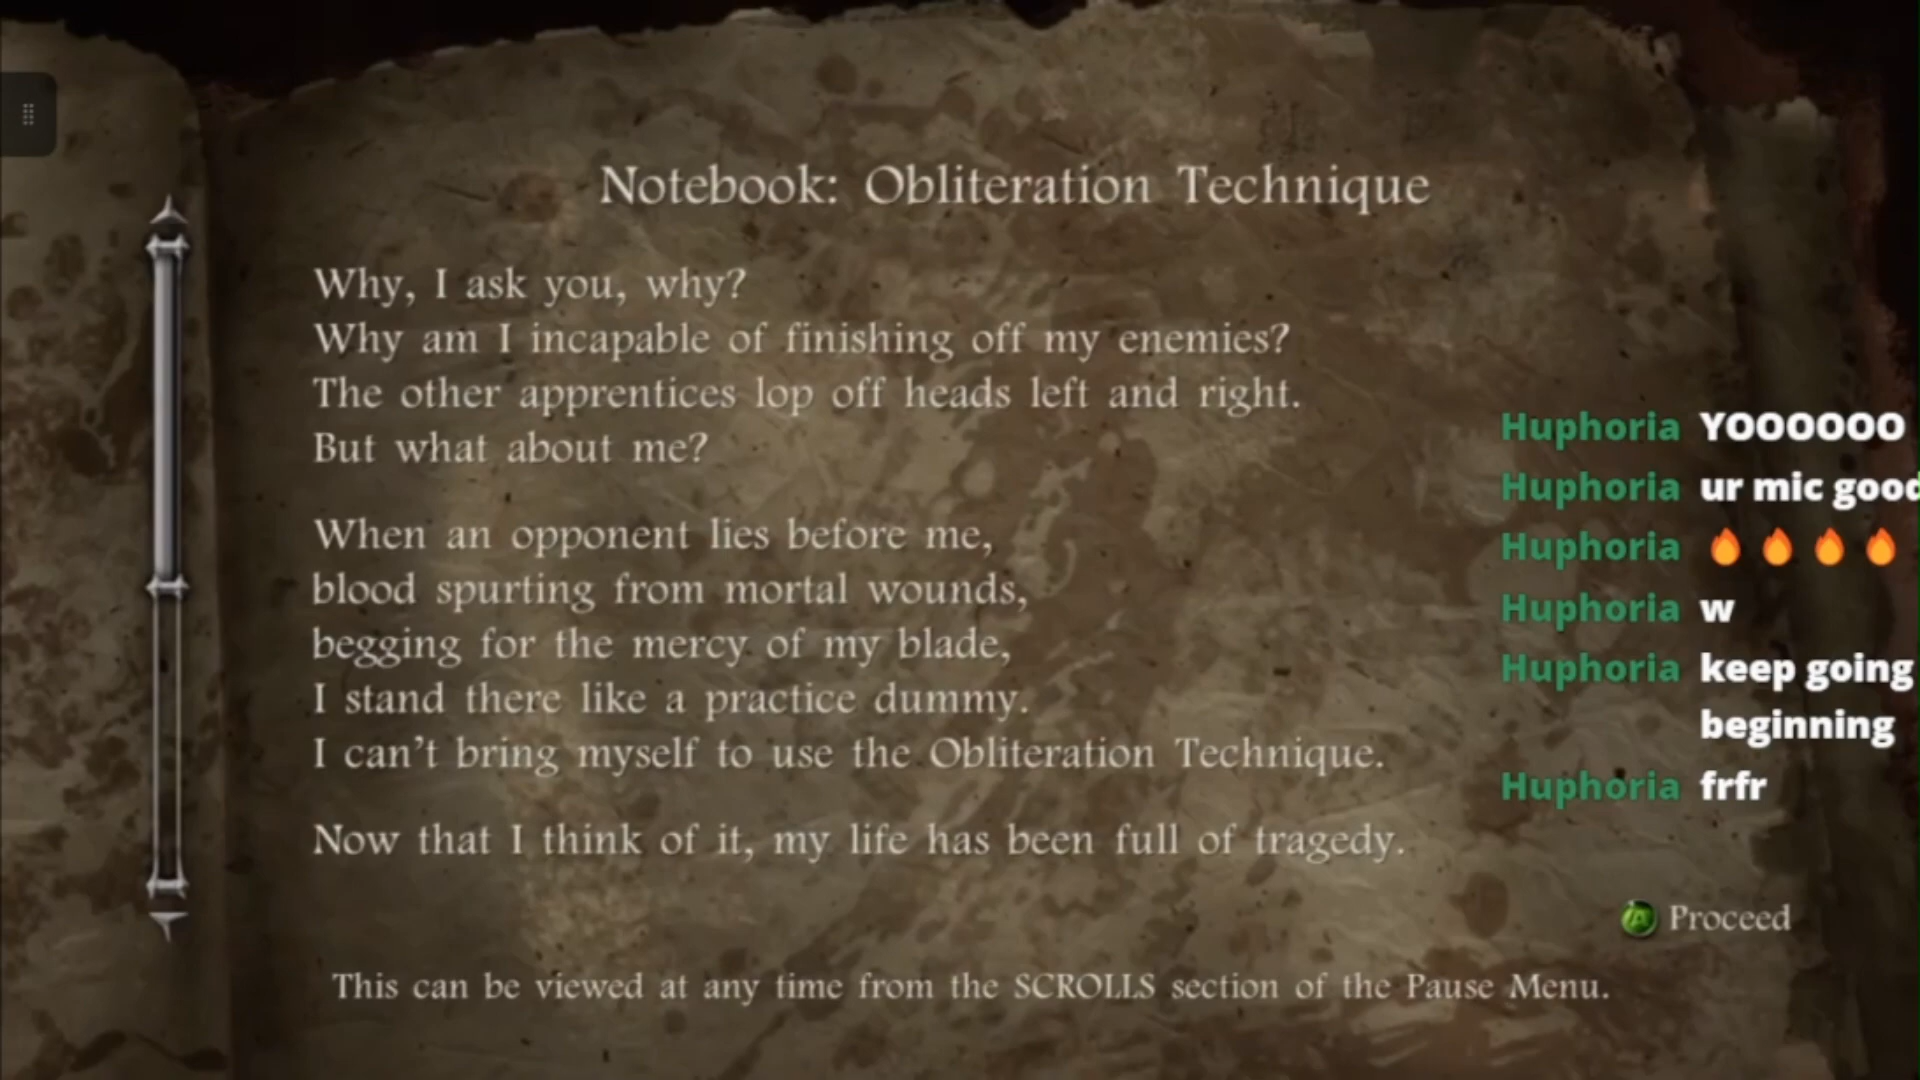 Notebook: Obliteration Technique
Why, I ask you, why?
Why am I incapable of finishing off my enemies?
The other apprentices lop off heads left and right.
But what about me?
When an opponent lies before me,
blood spurting from mortal wounds,
begging for the mercy of my blade,
I stand there like a practice dummy.
I can't bring myself to use the Obliteration Technique.
Now that I think of it, my life has been full of tragedy.
A Proceed
This can be viewed at any time from the SCROLLS section of the Pause Menu.
Huphoria YOOOOOO
Huphoria ur mic good
Huphoria 🔥🔥🔥🔥
Huphoria w
Huphoria keep going
beginning
Huphoria frfr